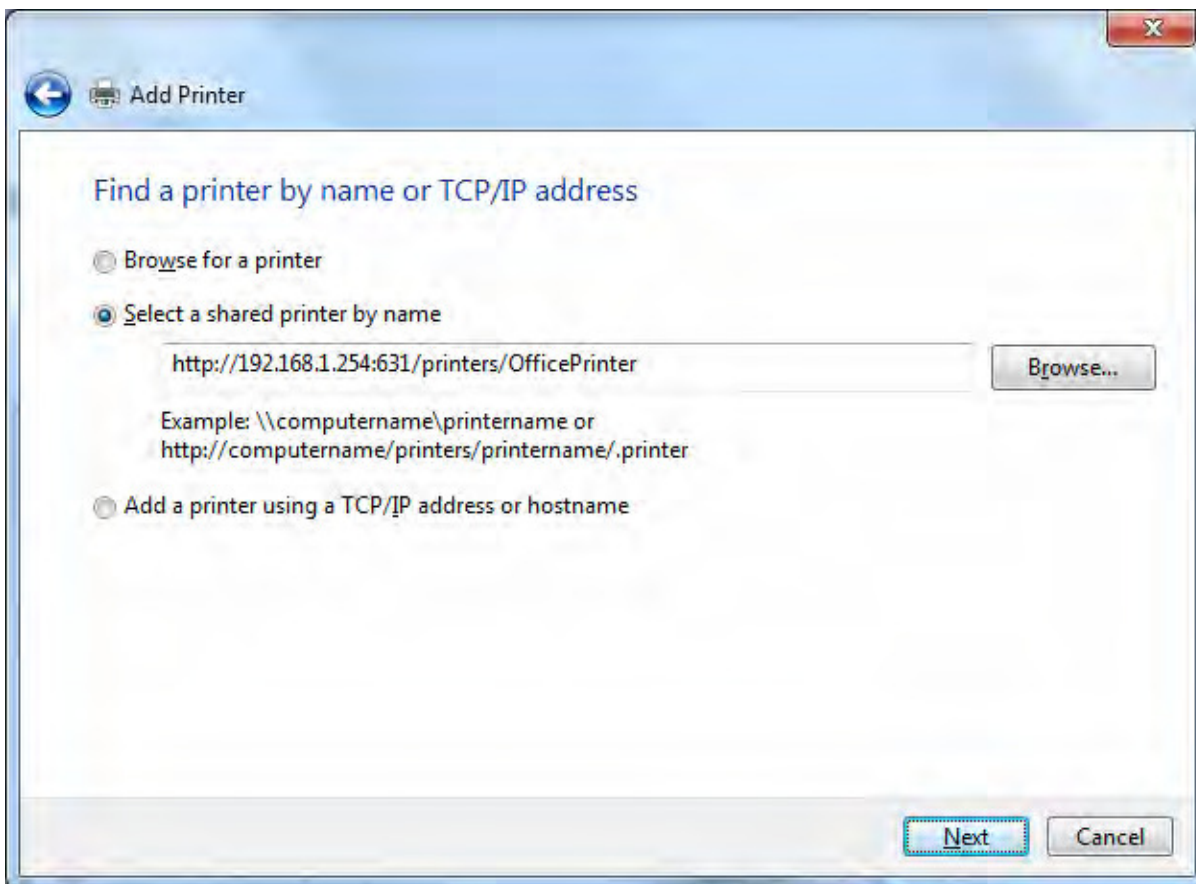 Add Printer
Find a printer by name or TCP/IP address
Browse for a printer
Select a shared printer by name
http://192.168.1.254:631/printers/OfficePrinter
Browse...
Example: \\computername\printername or
http://computername/printers/printername/.printer
Add a printer using a TCP/IP address or hostname
Next
Cancel